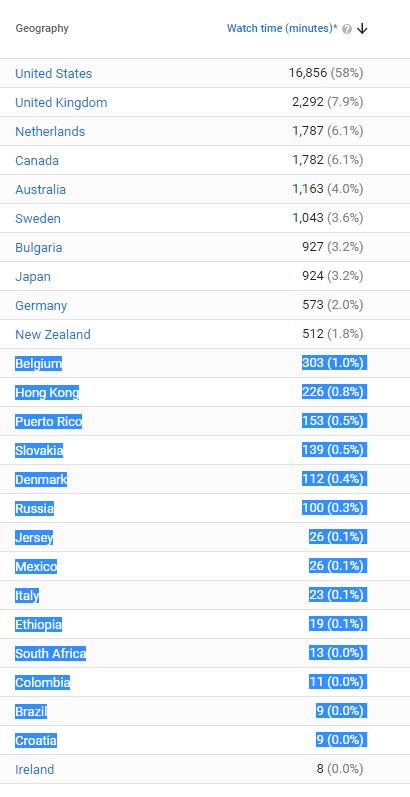 Geography Watch time (minutes)* ? ↓
United States 16,856 (58%)
United Kingdom 2,292 (7.9%)
Netherlands 1,787 (6.1%)
Canada 1,782 (6.1%)
Australia 1,163 (4.0%)
Sweden 1,043 (3.6%)
Bulgaria 927 (3.2%)
Japan 924 (3.2%)
Germany 573 (2.0%)
New Zealand 512 (1.8%)
Belgium 303 (1.0%)
Hong Kong 226 (0.8%)
Puerto Rico 153 (0.5%)
Slovakia 139 (0.5%)
Denmark 112 (0.4%)
Russia 100 (0.3%)
Jersey 26 (0.1%)
Mexico 26 (0.1%)
Italy 23 (0.1%)
Ethiopia 19 (0.1%)
South Africa 13 (0.0%)
Colombia 11 (0.0%)
Brazil 9 (0.0%)
Croatia 9 (0.0%)
Ireland 8 (0.0%)